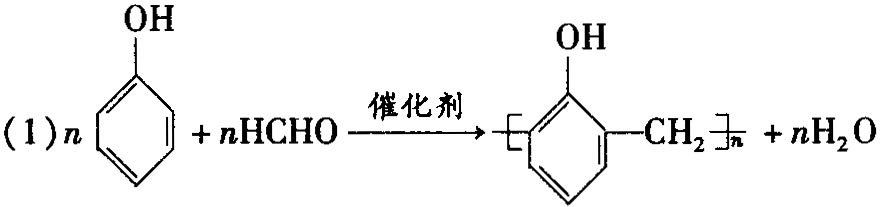 OH OH
(1)n + nHCHO 催化剂 [ CH₂ ]ₙ + nH₂O